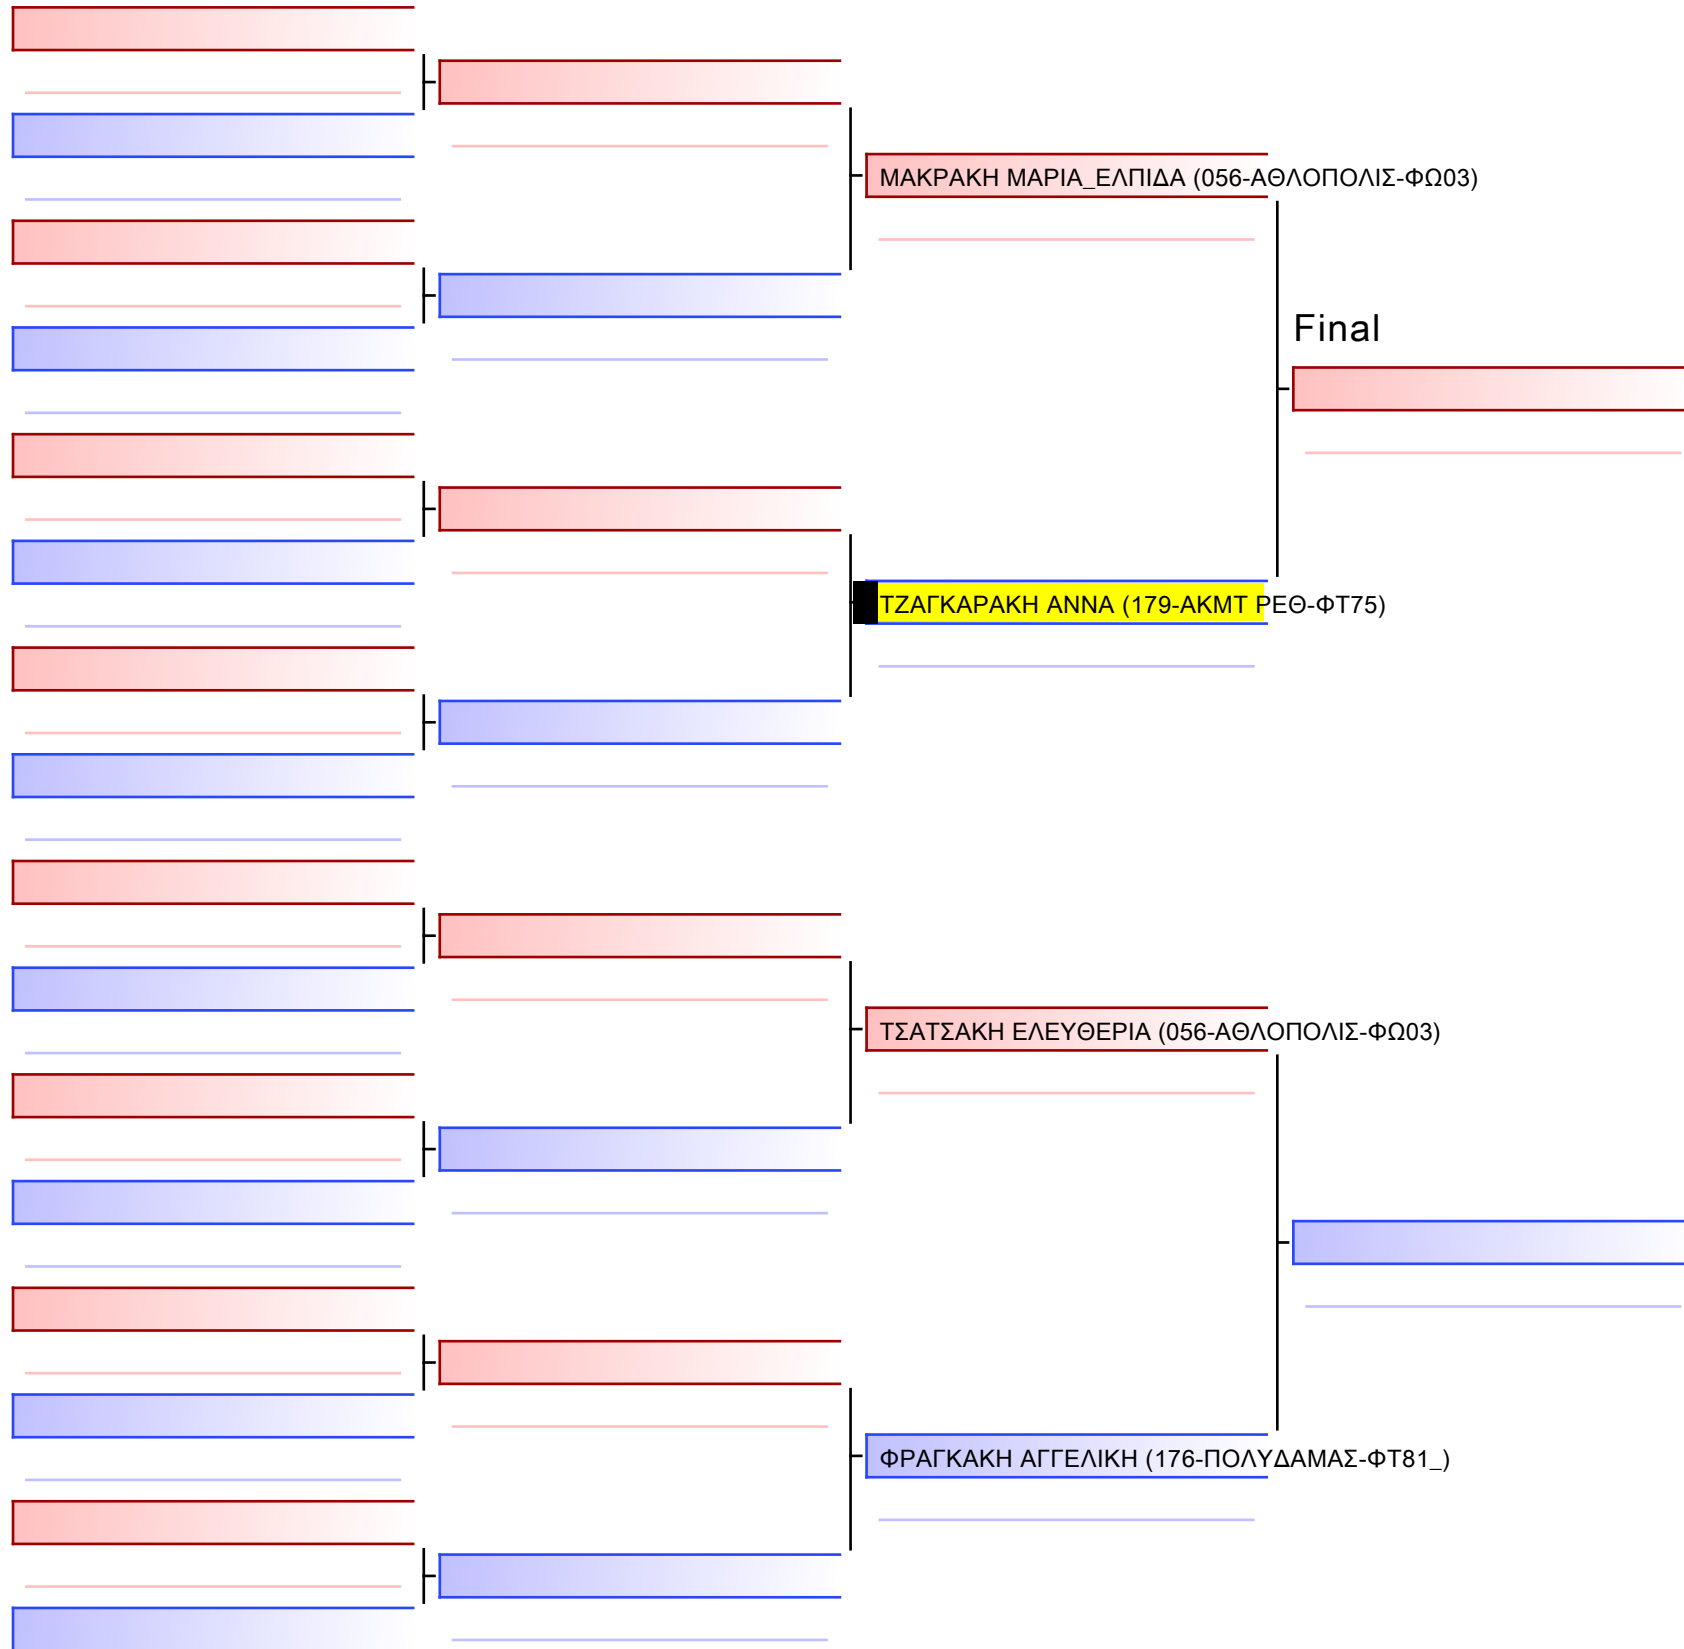 ΜΑΚΡΑΚΗ ΜΑΡΙΑ_ΕΛΠΙΔΑ (056-ΑΘΛΟΠΟΛΙΣ-ΦΩ03)
Final
ΤΖΑΓΚΑΡΑΚΗ ΑΝΝΑ (179-ΑΚΜΤ ΡΕΘ-ΦΤ75)
ΤΣΑΤΣΑΚΗ ΕΛΕΥΘΕΡΙΑ (056-ΑΘΛΟΠΟΛΙΣ-ΦΩ03)
ΦΡΑΓΚΑΚΗ ΑΓΓΕΛΙΚΗ (176-ΠΟΛΥΔΑΜΑΣ-ΦΤ81_)